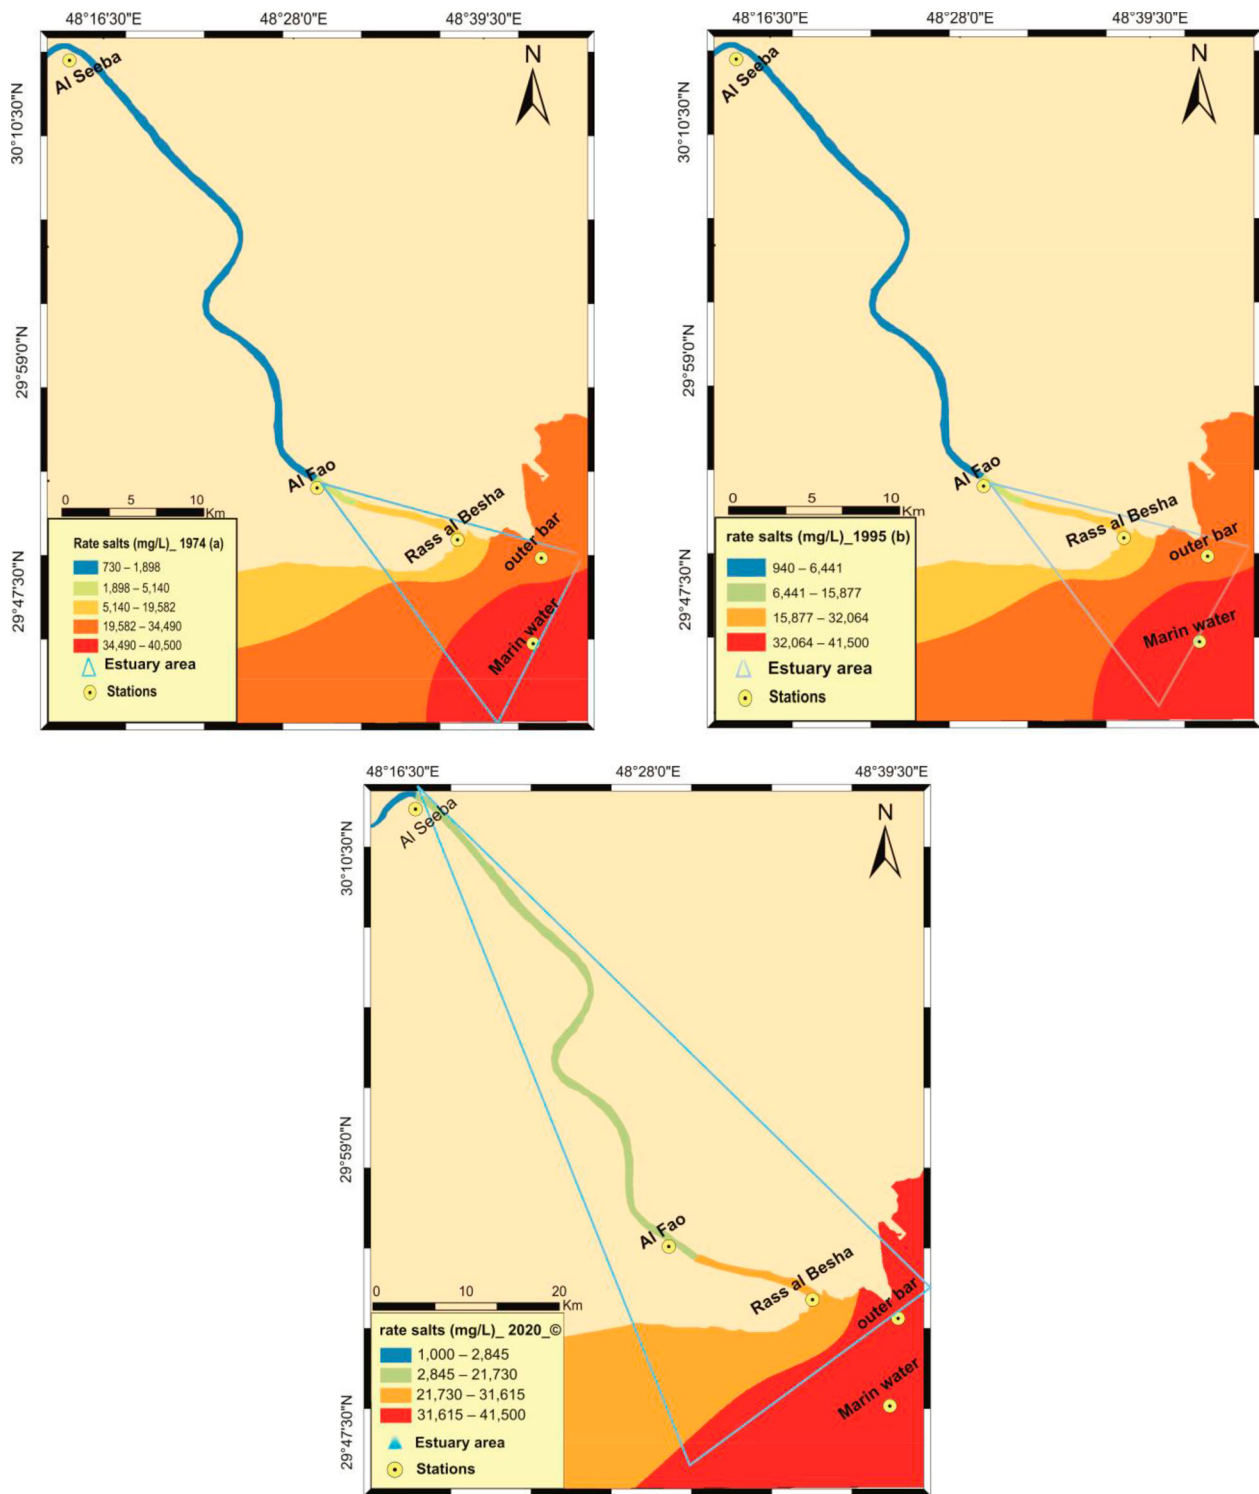 48°16'30"E 48°28'0"E 48°39'30"E
30°10'30"N
29°59'0"N
29°47'30"N
N
Al Seeba
Al Fao
Rass al Besha
outer bar
Marin water
0 5 10
Km
Rate salts (mg/L)_ 1974 (a)
730 – 1,898
1,898 – 5,140
5,140 – 19,582
19,582 – 34,490
34,490 – 40,500
Estuary area
Stations
48°16'30"E 48°28'0"E 48°39'30"E
30°10'30"N
29°59'0"N
29°47'30"N
N
Al Seeba
Al Fao
Rass al Besha
outer bar
Marin water
0 5 10
Km
rate salts (mg/L)_1995 (b)
940 – 6,441
6,441 – 15,877
15,877 – 32,064
32,064 – 41,500
Estuary area
Stations
48°16'30"E 48°28'0"E 48°39'30"E
30°10'30"N
29°59'0"N
29°47'30"N
N
Al Seeba
Al Fao
Rass al Besha
outer bar
Marin water
0 10 20
Km
rate salts (mg/L)_ 2020_©
1,000 – 2,845
2,845 – 21,730
21,730 – 31,615
31,615 – 41,500
Estuary area
Stations